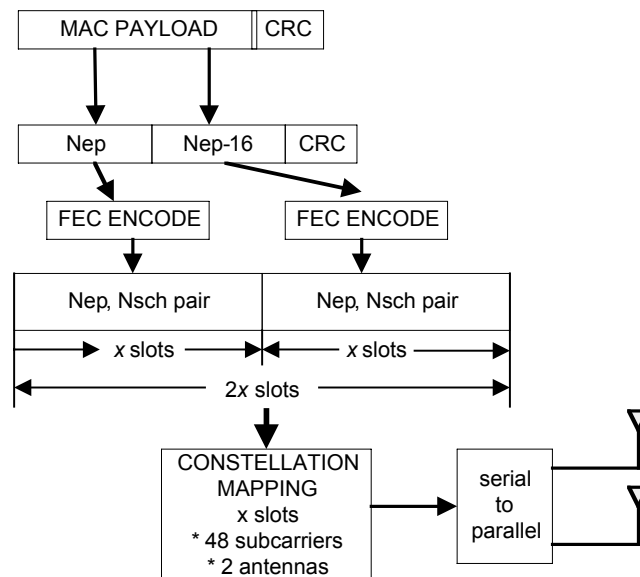 MAC PAYLOAD CRC
Nep Nep-16 CRC
FEC ENCODE FEC ENCODE
Nep, Nsch pair Nep, Nsch pair
x slots x slots
2x slots
CONSTELLATION
MAPPING
x slots
* 48 subcarriers
* 2 antennas
serial
to
parallel